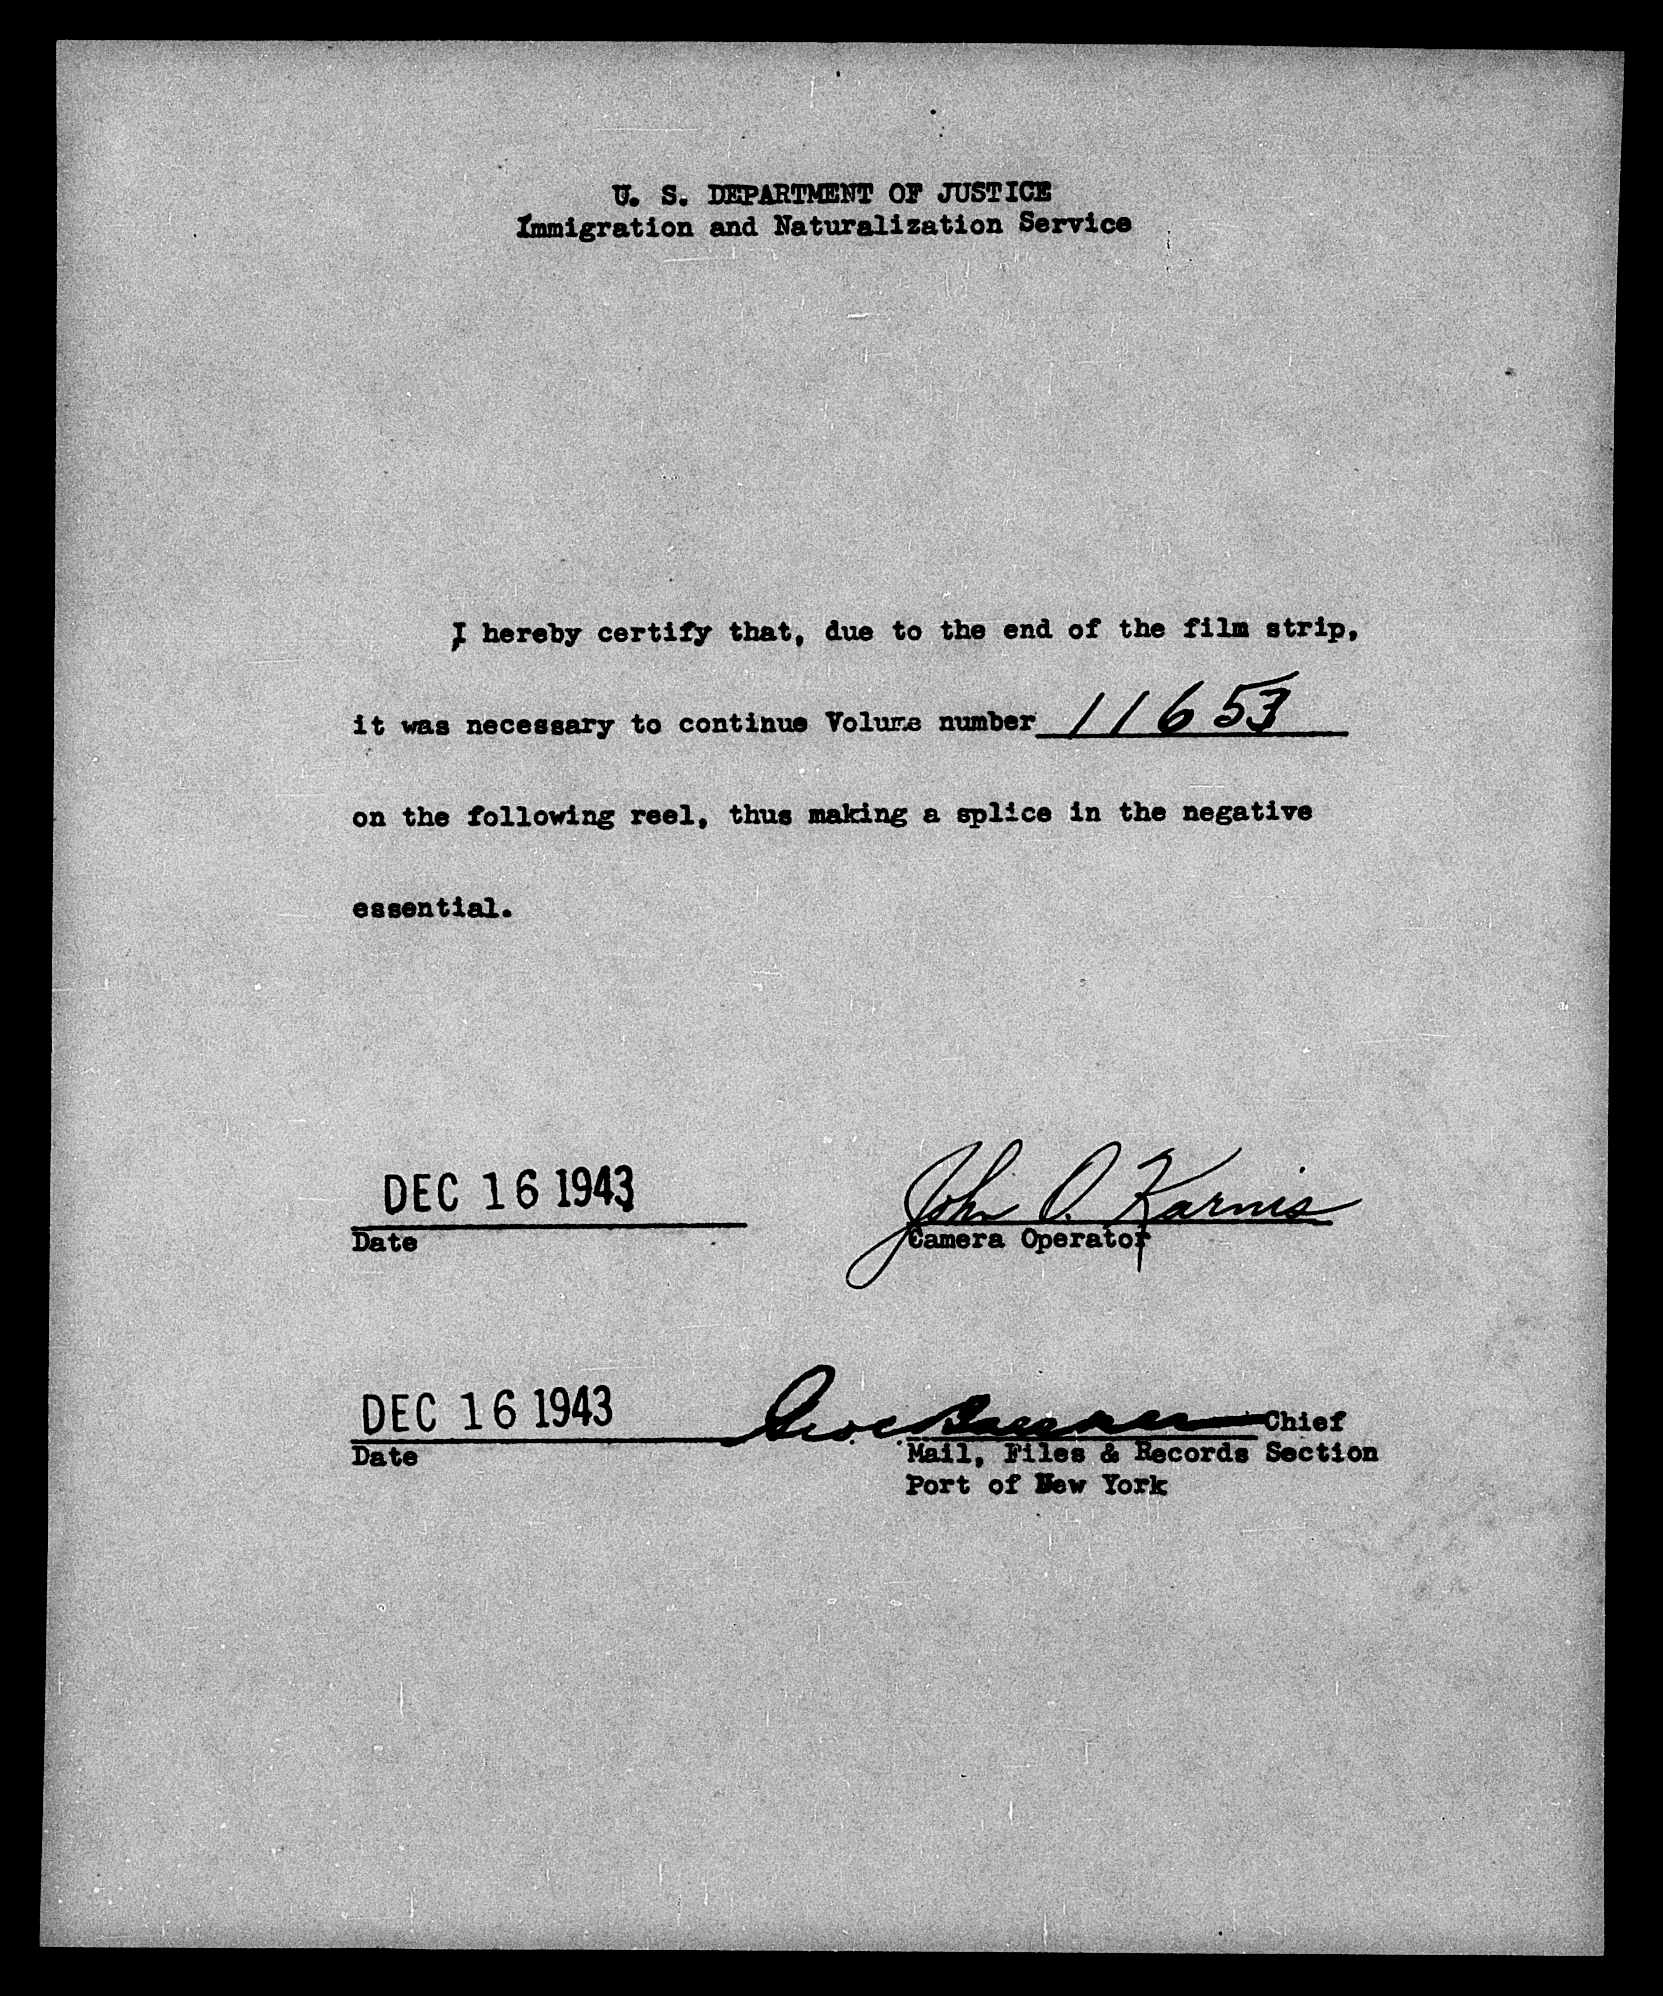 U. S. DEPARTMENT OF JUSTICE
Immigration and Naturalization Service
I hereby certify that, due to the end of the film strip,
it was necessary to continue Volume number 11653
on the following reel, thus making a splice in the negative
essential.
DEC 16 1943
John O. Karnis
Date
Camera Operator
DEC 16 1943
Chief
Date
Mail, Files & Records Section
Port of New York